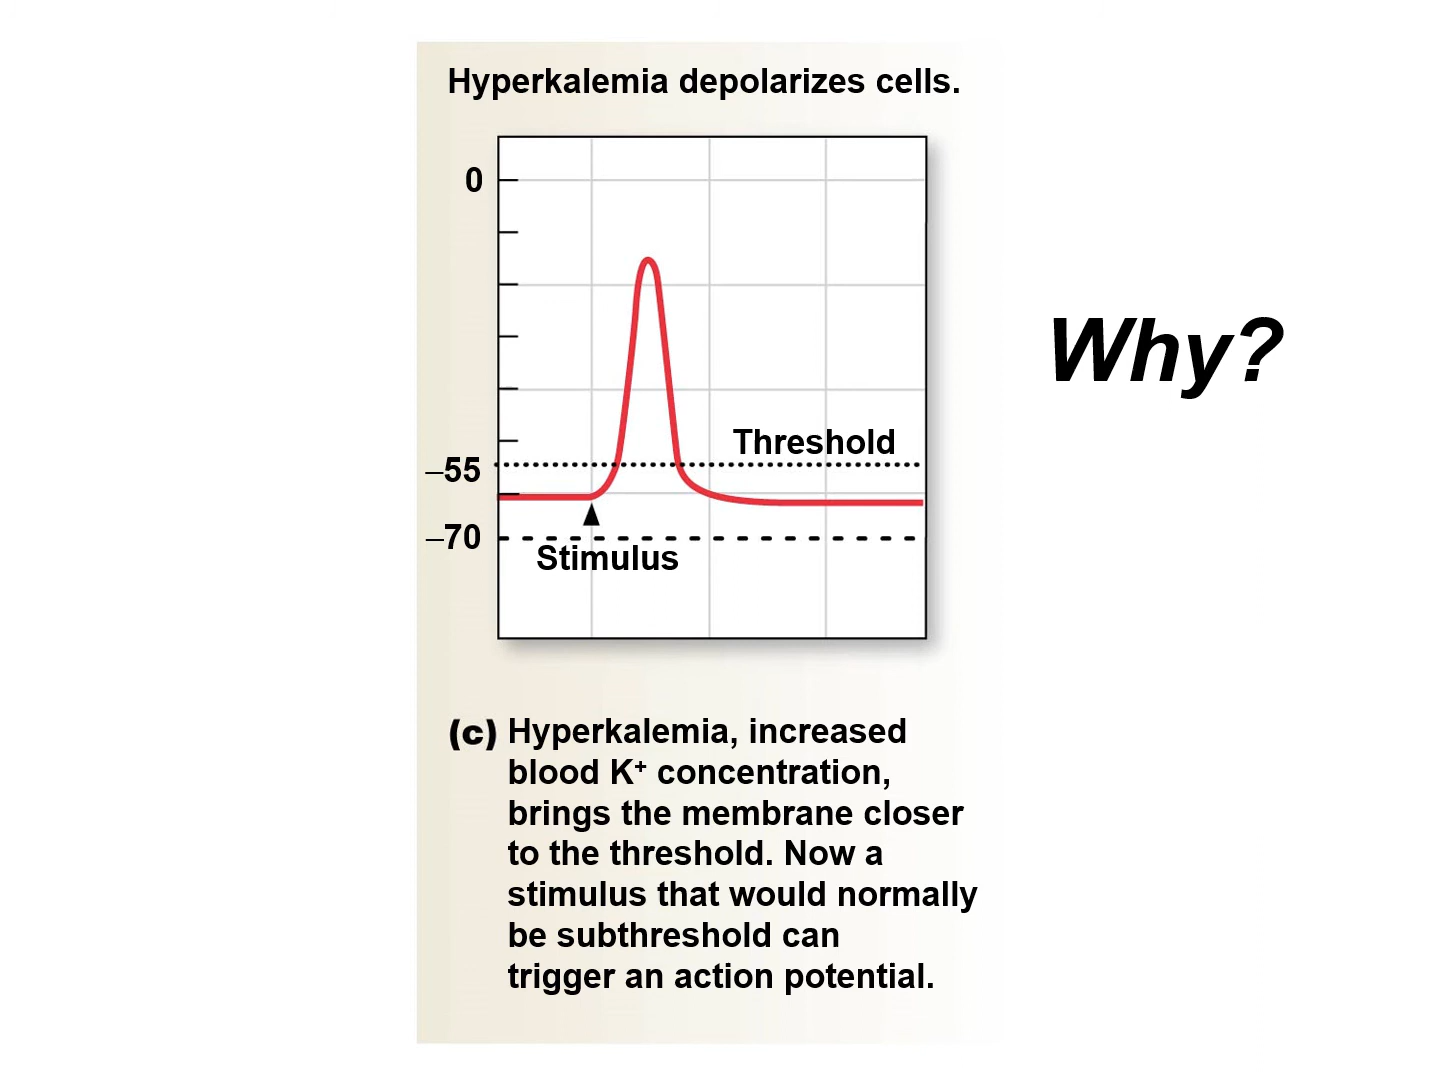 Hyperkalemia depolarizes cells.
0
Threshold
–55
–70
Stimulus
Why?
(c) Hyperkalemia, increased
blood K⁺ concentration,
brings the membrane closer
to the threshold. Now a
stimulus that would normally
be subthreshold can
trigger an action potential.